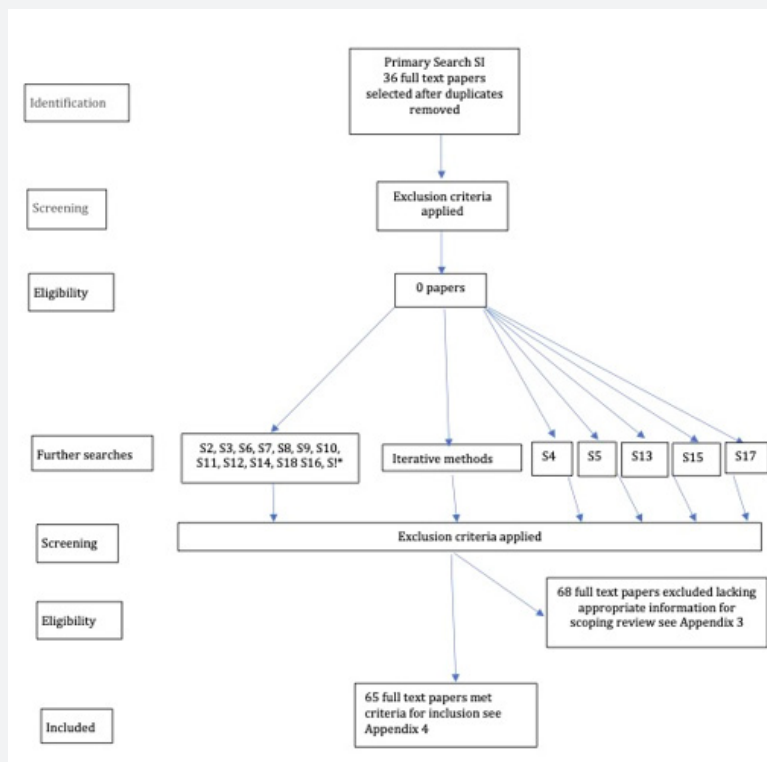 Primary Search SI
36 full text papers
selected after duplicates
removed
Identification
Screening
Exclusion criteria
applied
Eligibility
0 papers
Further searches
S2, S3, S6, S7, S8, S9, S10,
S11, S12, S14, S18 S16, S!*
Iterative methods
S4
S5
S13
S15
S17
Screening
Exclusion criteria applied
Eligibility
68 full text papers excluded lacking
appropriate information for
scoping review see Appendix 3
Included
65 full text papers met
criteria for inclusion see
Appendix 4